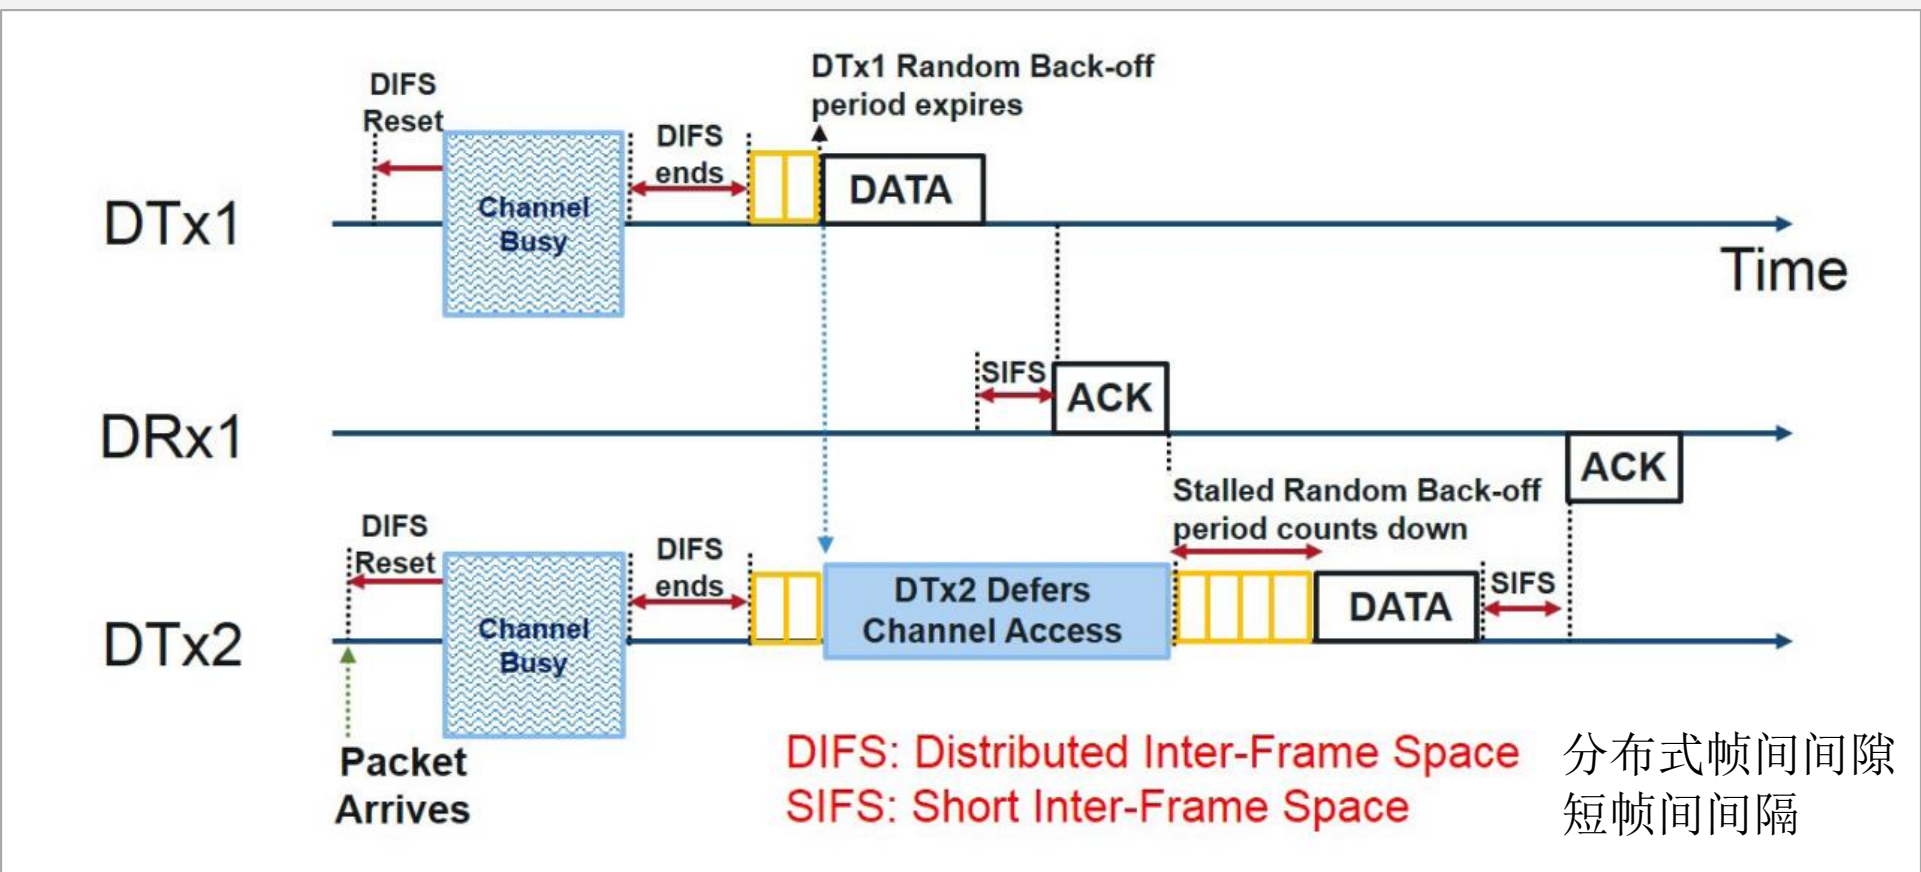 DTx1 Random Back-off
period expires
DIFS
Reset
DIFS
ends
Channel
Busy
DATA
DTx1
Time
SIFS
ACK
DRx1
ACK
Stalled Random Back-off
period counts down
DIFS
Reset
DIFS
ends
Channel
Busy
DTx2 Defers
Channel Access
DATA
SIFS
DTx2
Packet
Arrives
DIFS: Distributed Inter-Frame Space 分布式帧间间隙
SIFS: Short Inter-Frame Space 短帧间间隔